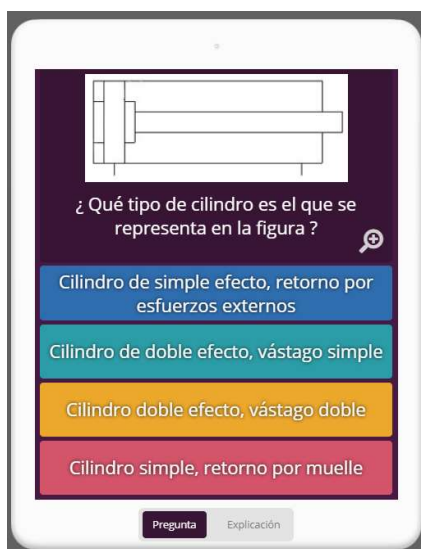 ¿ Qué tipo de cilindro es el que se
representa en la figura ?
Cilindro de simple efecto, retorno por
esfuerzos externos
Cilindro de doble efecto, vástago simple
Cilindro doble efecto, vástago doble
Cilindro simple, retorno por muelle
Pregunta
Explicación